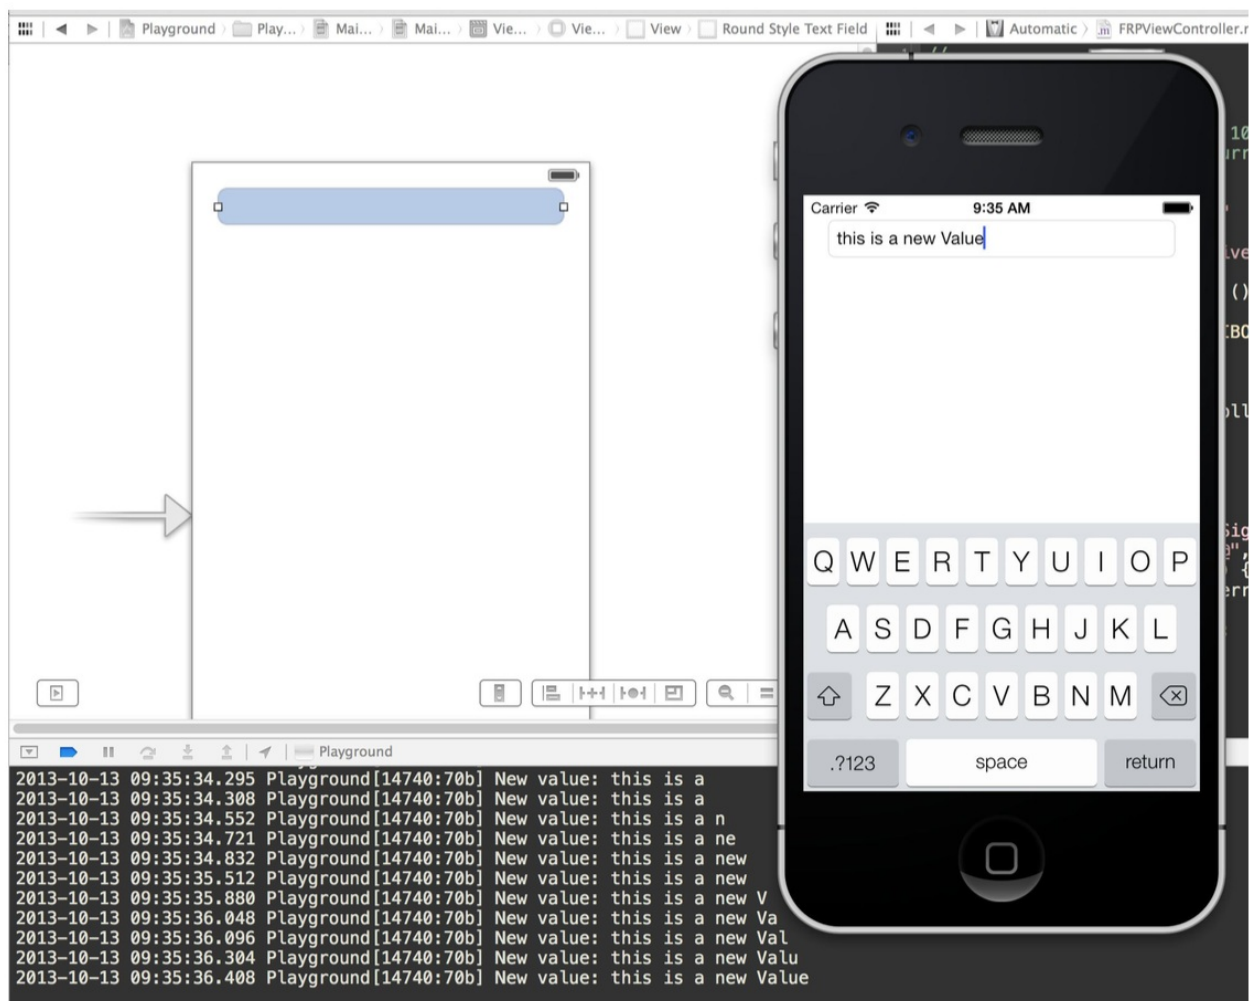 Playground Play... Mai... Mai... Vie... Vie... View Round Style Text Field Automatic FRPViewController.m
//
Carrier 9:35 AM
this is a new Value
Q W E R T Y U I O P
A S D F G H J K L
Z X C V B N M
.?123 space return
Playground
2013-10-13 09:35:34.295 Playground[14740:70b] New value: this is a
2013-10-13 09:35:34.308 Playground[14740:70b] New value: this is a
2013-10-13 09:35:34.552 Playground[14740:70b] New value: this is a n
2013-10-13 09:35:34.721 Playground[14740:70b] New value: this is a ne
2013-10-13 09:35:34.832 Playground[14740:70b] New value: this is a new
2013-10-13 09:35:35.512 Playground[14740:70b] New value: this is a new
2013-10-13 09:35:35.880 Playground[14740:70b] New value: this is a new V
2013-10-13 09:35:36.048 Playground[14740:70b] New value: this is a new Va
2013-10-13 09:35:36.096 Playground[14740:70b] New value: this is a new Val
2013-10-13 09:35:36.304 Playground[14740:70b] New value: this is a new Valu
2013-10-13 09:35:36.408 Playground[14740:70b] New value: this is a new Value